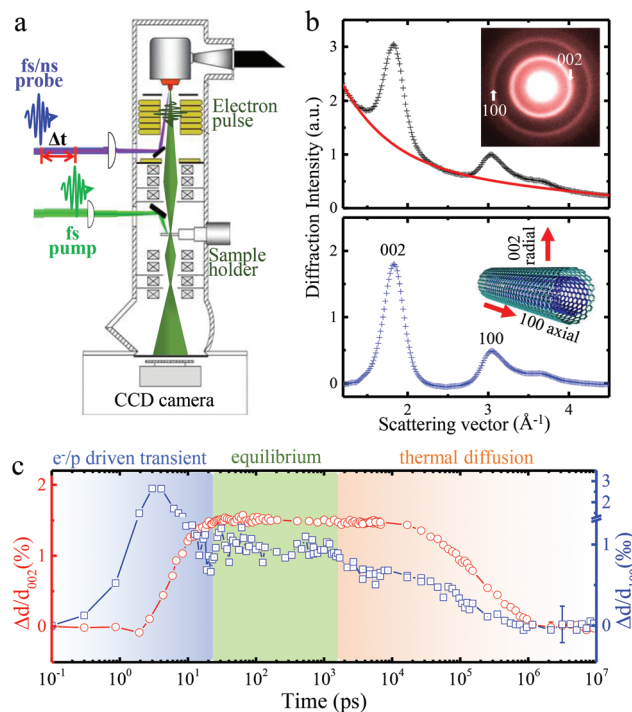 a
fs/ns
probe
Δt
fs
pump
Electron
pulse
Sample
holder
CCD camera
b
Diffraction Intensity (a.u.)
3
2
1
0
2
1
0
002
100
002
100
002
radial
100 axial
2
3
4
Scattering vector (Å-1)
c
e-/p driven transient
equilibrium
thermal diffusion
Δd/d002(%)
2
1
0
Δd/d100(‰)
3
2
1
0
10-1
100
101
102
103
104
105
106
107
Time (ps)